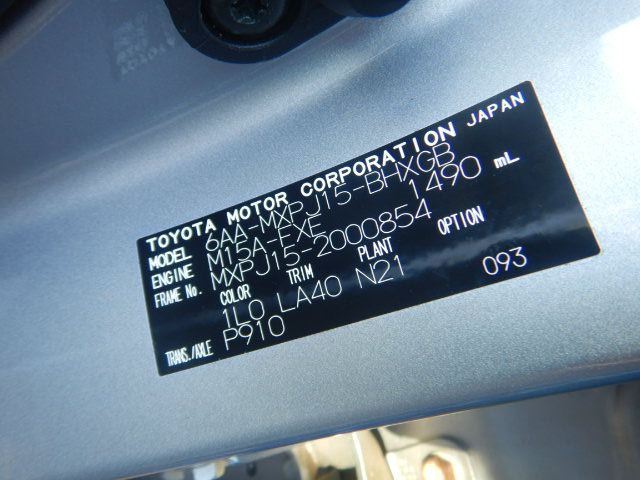 TOYOTA MOTOR CORPORATION JAPAN
MODEL 6AA-MXPJ15-BHXGB
ENGINE M15A-FXE 1490 mL
FRAME No. MXPJ15-2000854
COLOR TRIM PLANT OPTION
1L0 LA40 N21 093
TRANS./AXLE P910